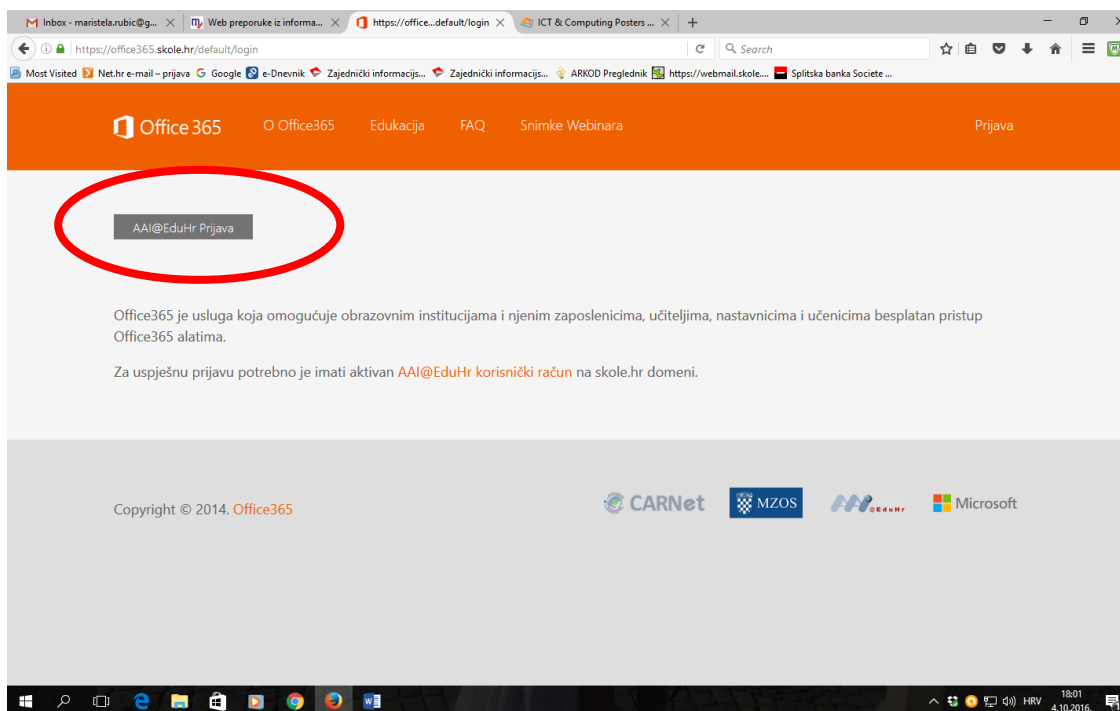 Inbox - maristela.rubic@g...
Web preporuke iz informa...
https://office...default/login
ICT & Computing Posters ...
https://office365.skole.hr/default/login
Search
Most Visited
Net.hr e-mail – prijava
Google
e-Dnevnik
Zajednički informacijs...
Zajednički informacijs...
ARKOD Preglednik
https://webmail.skole....
Splitska banka Societe ...
Office 365
O Office365
Edukacija
FAQ
Snimke Webinara
Prijava
AAI@EduHr Prijava
Office365 je usluga koja omogućuje obrazovnim institucijama i njenim zaposlenicima, učiteljima, nastavnicima i učenicima besplatan pristup
Office365 alatima.
Za uspješnu prijavu potrebno je imati aktivan AAI@EduHr korisnički račun na skole.hr domeni.
Copyright © 2014. Office365
CARNet
MZOS
@EduHr
Microsoft
HRV
18:01
4.10.2016.